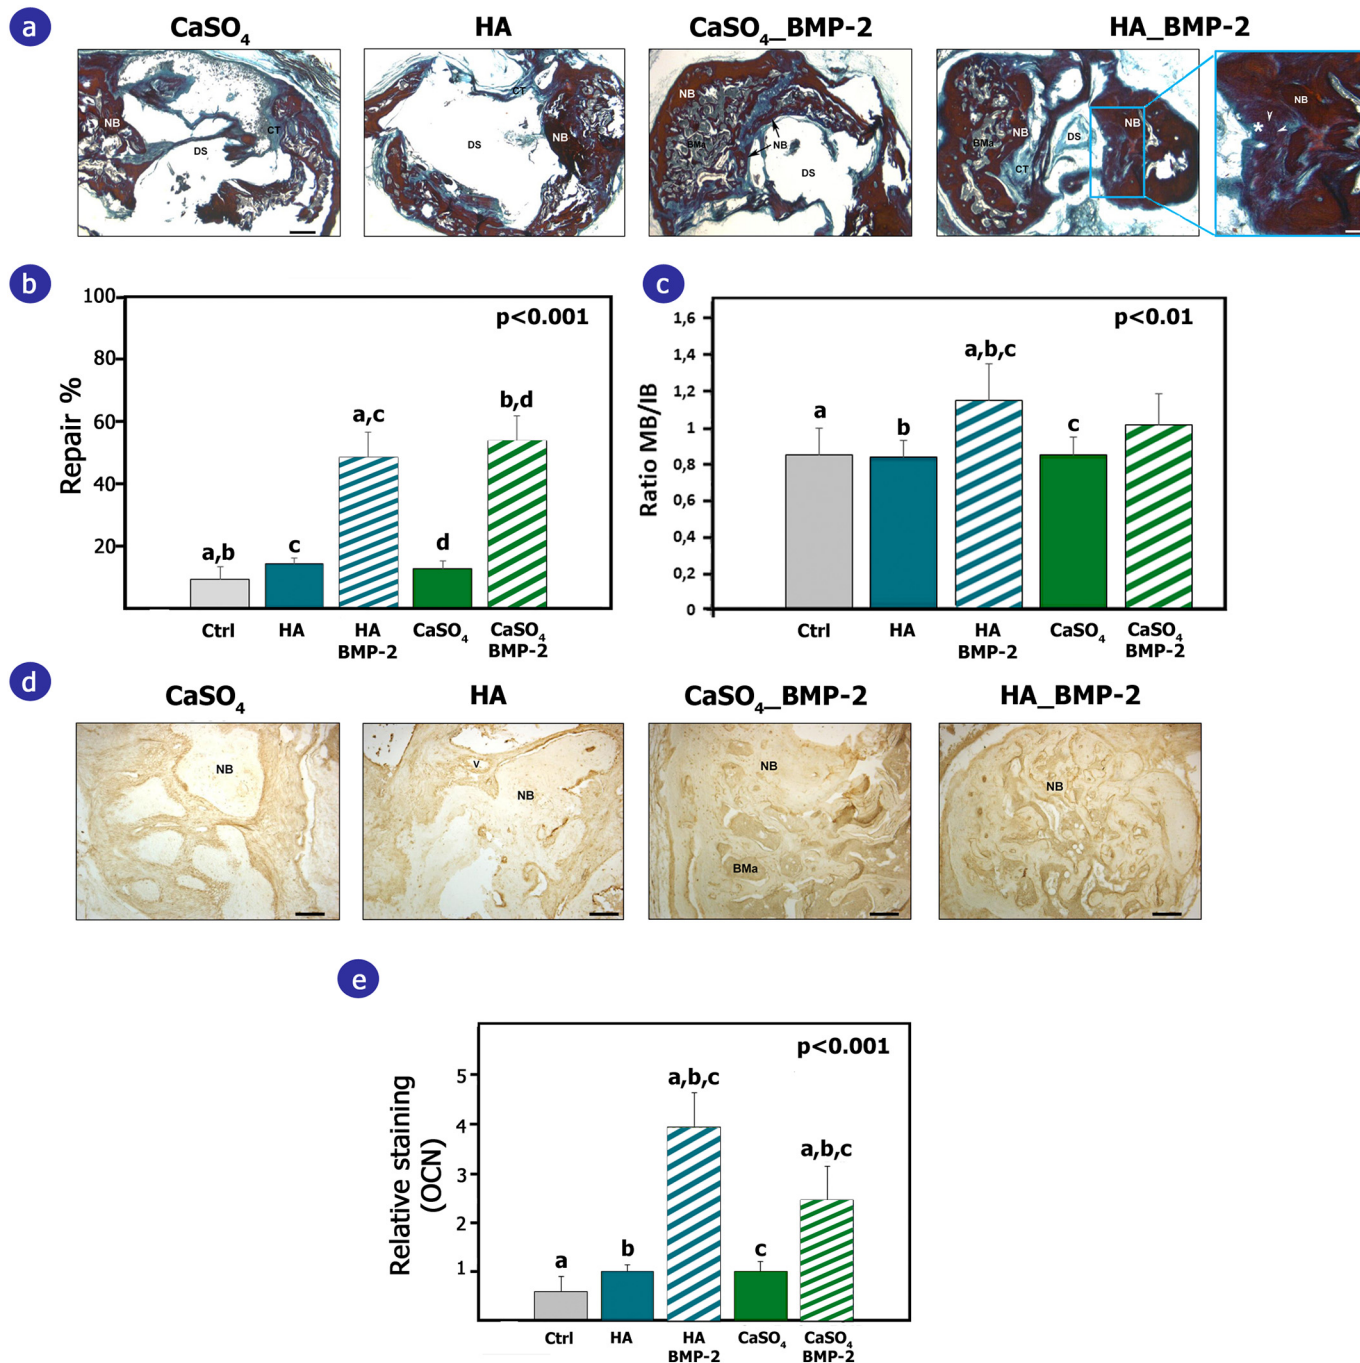 a
CaSO4
HA
CaSO4_BMP-2
HA_BMP-2
NB
CT
DS
CT
NB
DS
NB
BMa
NB
DS
NB
BMa
CT
DS
NB
NB
*
b
Repair %
100
80
60
40
20
p<0.001
a,b
c
a,c
d
b,d
Ctrl
HA
HA BMP-2
CaSO4
CaSO4 BMP-2
c
Ratio MB/IB
1,6
1,4
1,2
1
0,8
0,6
0,4
0,2
0
p<0.01
a
b
a,b,c
c
Ctrl
HA
HA BMP-2
CaSO4
CaSO4 BMP-2
d
CaSO4
HA
CaSO4_BMP-2
HA_BMP-2
NB
V
NB
NB
BMa
NB
e
Relative staining
(OCN)
5
4
3
2
1
p<0.001
a
b
a,b,c
c
a,b,c
Ctrl
HA
HA BMP-2
CaSO4
CaSO4 BMP-2